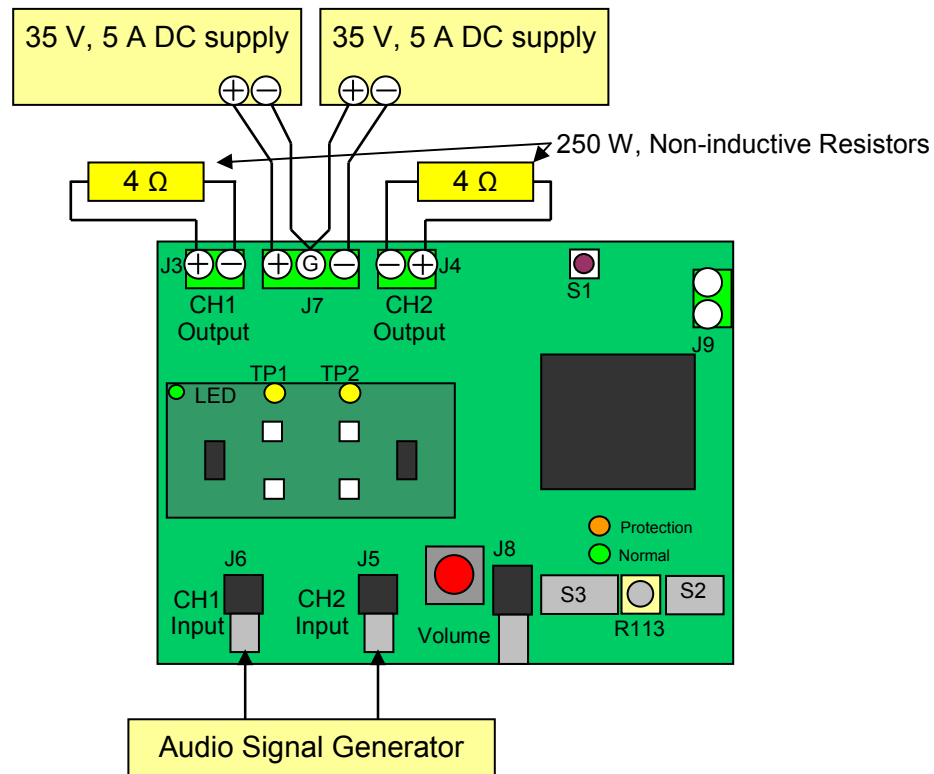 35 V, 5 A DC supply
35 V, 5 A DC supply
+ −
+ −
250 W, Non-inductive Resistors
4 Ω
4 Ω
J3
+ −
+ G −
− +
J4
S1
CH1
Output
J7
CH2
Output
J9
TP1
TP2
LED
Protection
Normal
J6
J5
J8
CH1
Input
CH2
Input
Volume
S3
S2
R113
Audio Signal Generator